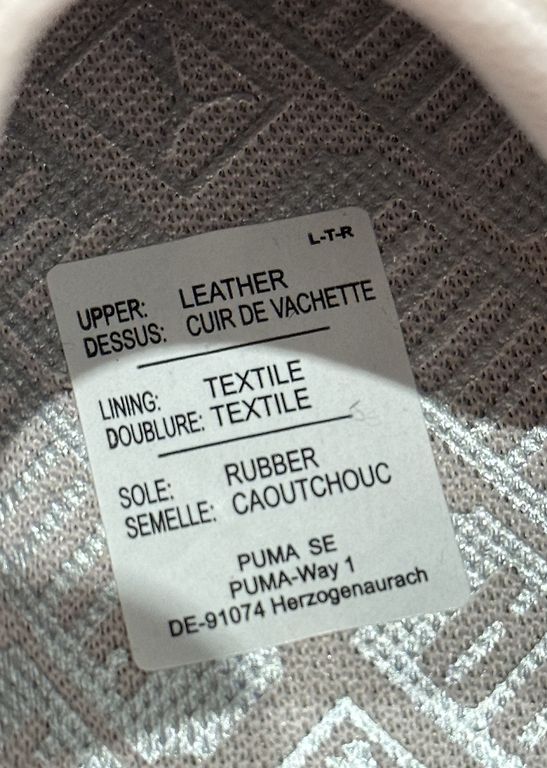 L-T-R
UPPER: LEATHER
DESSUS: CUIR DE VACHETTE
LINING: TEXTILE
DOUBLURE: TEXTILE
SOLE: RUBBER
SEMELLE: CAOUTCHOUC
PUMA SE
PUMA-Way 1
DE-91074 Herzogenaurach